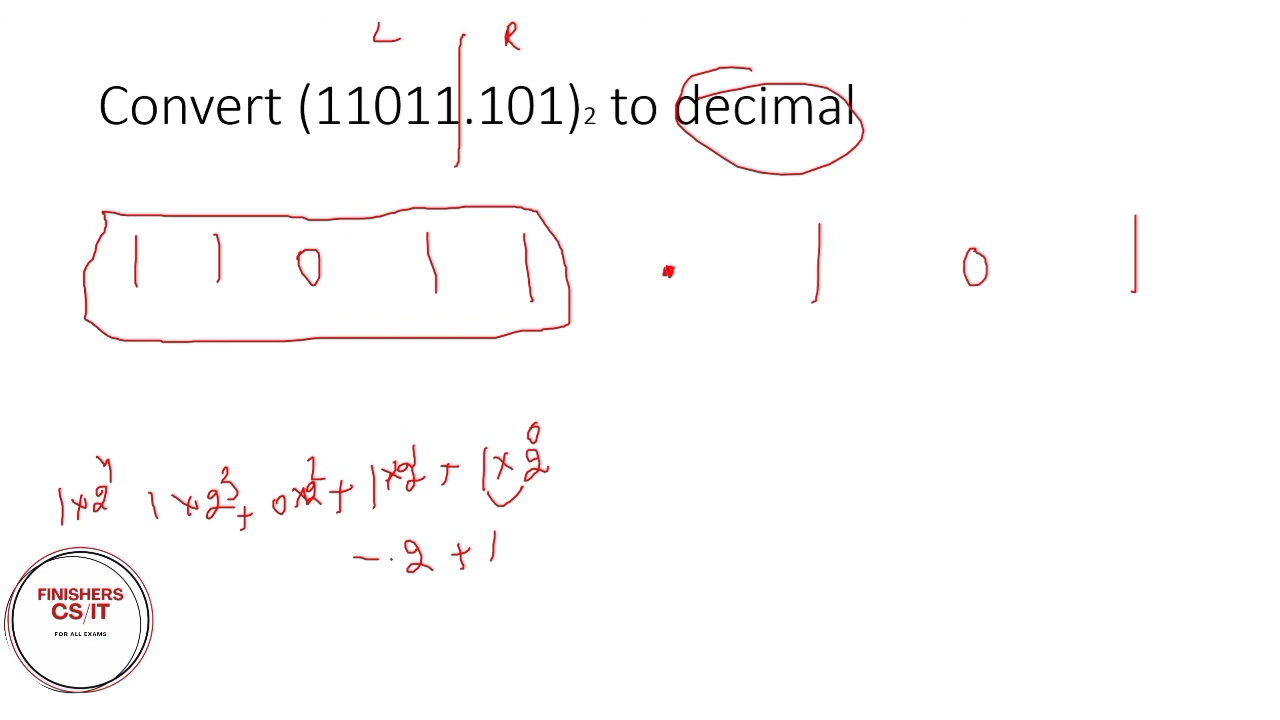 L R
Convert (11011.101)₂ to decimal
1 1 0 1 1 . 1 0 1
1×2⁴ 1×2³ + 0×2² + 1×2¹ + 1×2⁰
2 + 1
FINISHERS
CS/IT
FOR ALL EXAMS